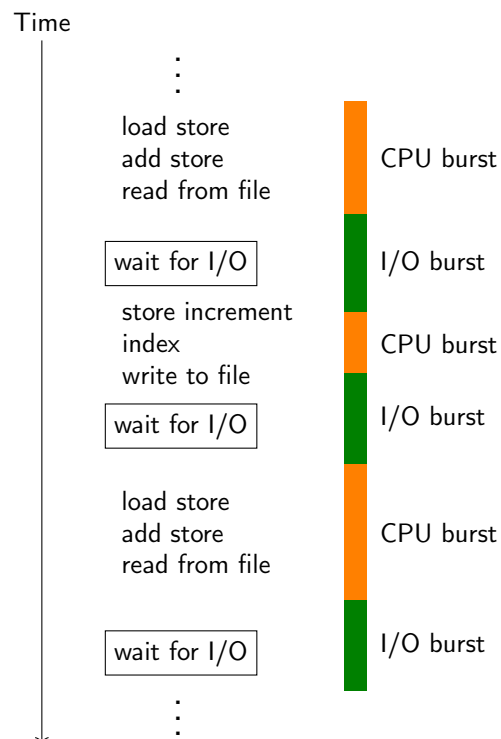 Time
load store
add store
read from file
CPU burst
wait for I/O
I/O burst
store increment
index
write to file
CPU burst
wait for I/O
I/O burst
load store
add store
read from file
CPU burst
wait for I/O
I/O burst